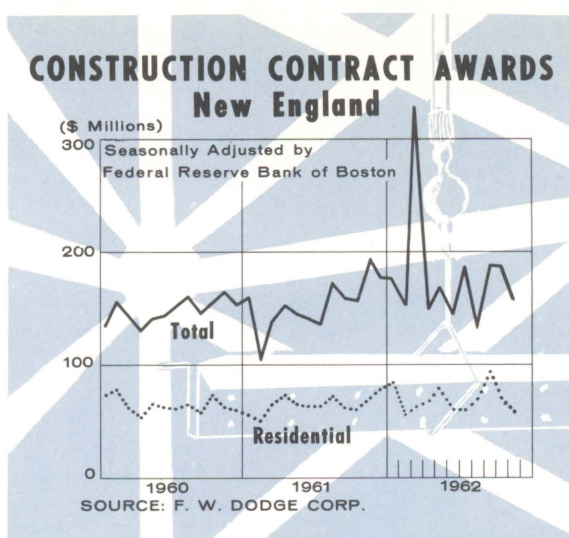 CONSTRUCTION CONTRACT AWARDS
New England
($ Millions)
300
Seasonally Adjusted by
Federal Reserve Bank of Boston
200
Total
100
Residential
0
1960 1961 1962
SOURCE: F. W. DODGE CORP.